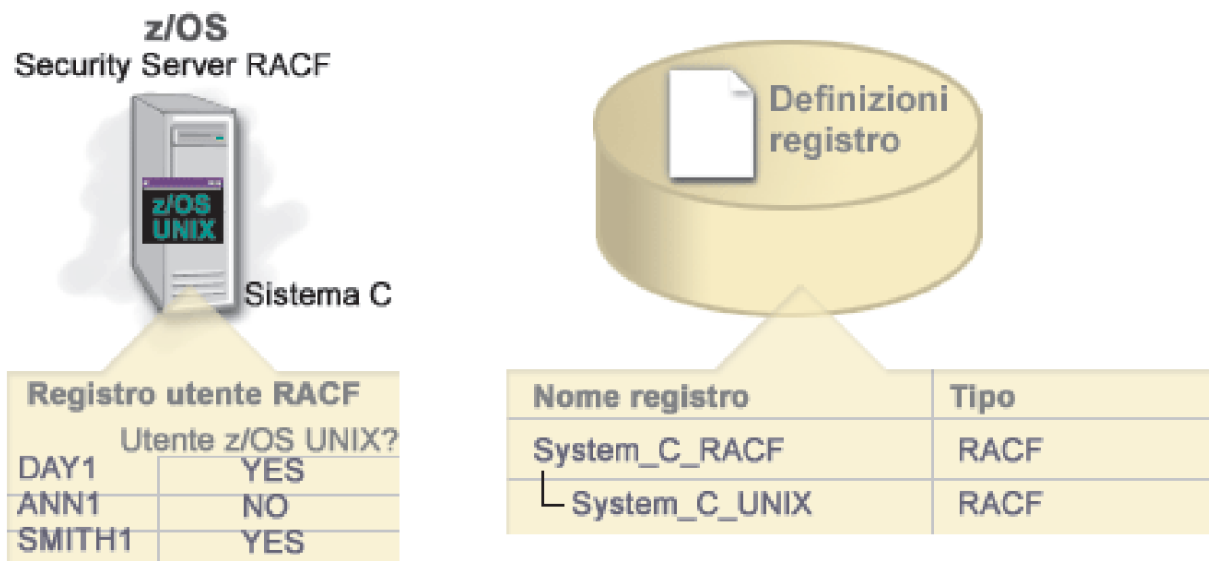 z/OS
Security Server RACF
z/OS
UNIX
Sistema C
Registro utente RACF
Utente z/OS UNIX?
DAY1 YES
ANN1 NO
SMITH1 YES
Definizioni
registro
Nome registro Tipo
System_C_RACF RACF
System_C_UNIX RACF